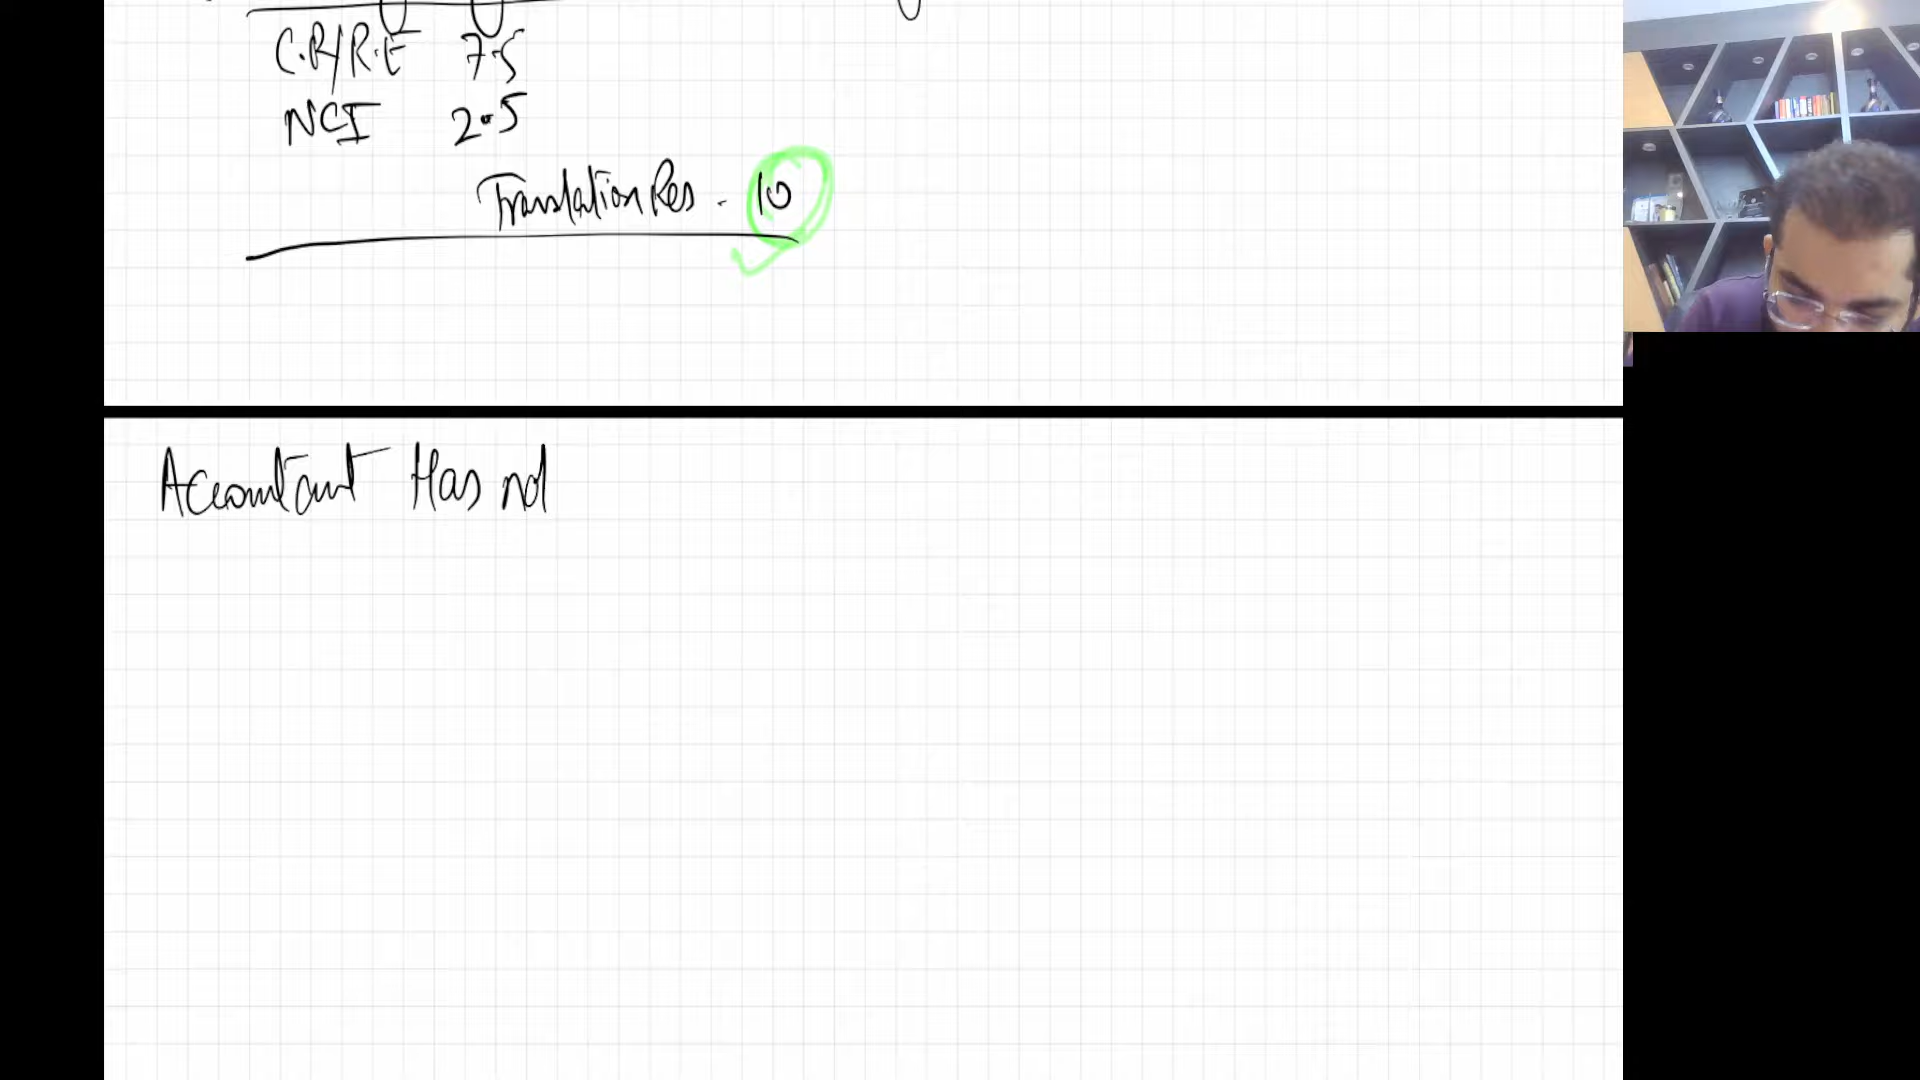 C.R/R.E 7.5
NCI 2.5
Translation Res. 10
Accountant Has not